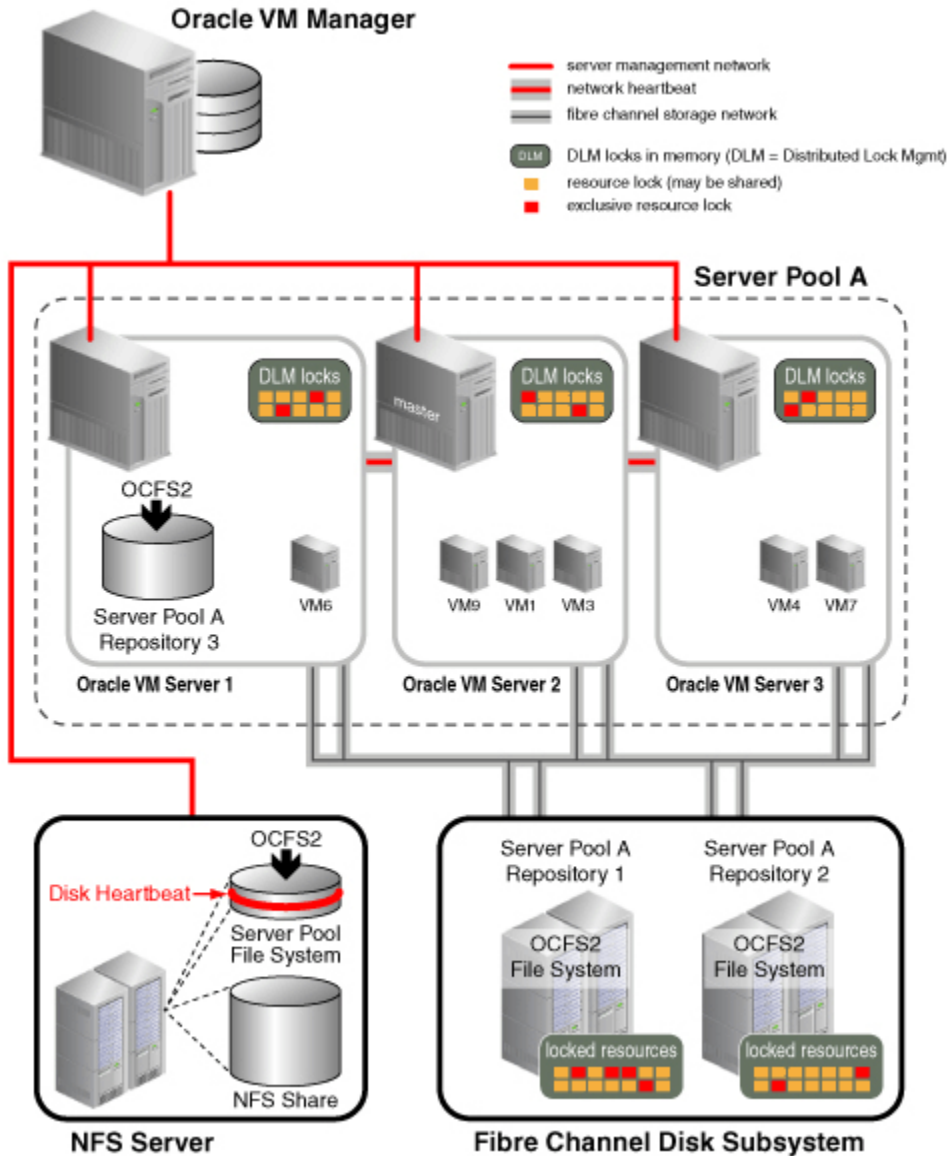 Oracle VM Manager
server management network
network heartbeat
fibre channel storage network
DLM
DLM locks in memory (DLM = Distributed Lock Mgmt)
resource lock (may be shared)
exclusive resource lock
Server Pool A
DLM locks
master
DLM locks
DLM locks
OCFS2
Server Pool A
Repository 3
VM6
VM9
VM1
VM3
VM4
VM7
Oracle VM Server 1
Oracle VM Server 2
Oracle VM Server 3
OCFS2
Disk Heartbeat
Server Pool
File System
NFS Share
NFS Server
Server Pool A
Repository 1
OCFS2
File System
locked resources
Server Pool A
Repository 2
OCFS2
File System
locked resources
Fibre Channel Disk Subsystem